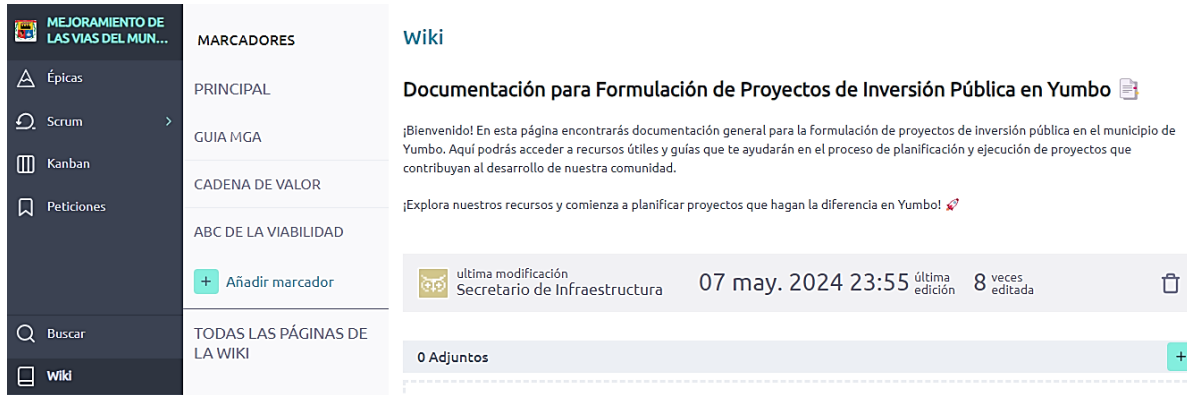 MEJORAMIENTO DE
LAS VIAS DEL MUN...
Épicas
Scrum
Kanban
Peticiones
Buscar
Wiki
MARCADORES
PRINCIPAL
GUIA MGA
CADENA DE VALOR
ABC DE LA VIABILIDAD
+ Añadir marcador
TODAS LAS PÁGINAS DE
LA WIKI
Wiki
Documentación para Formulación de Proyectos de Inversión Pública en Yumbo
¡Bienvenido! En esta página encontrarás documentación general para la formulación de proyectos de inversión pública en el municipio de
Yumbo. Aquí podrás acceder a recursos útiles y guías que te ayudarán en el proceso de planificación y ejecución de proyectos que
contribuyan al desarrollo de nuestra comunidad.
¡Explora nuestros recursos y comienza a planificar proyectos que hagan la diferencia en Yumbo! 🚀
ultima modificación
Secretario de Infraestructura
07 may. 2024 23:55
última
edición
8
veces
editada
0 Adjuntos
+